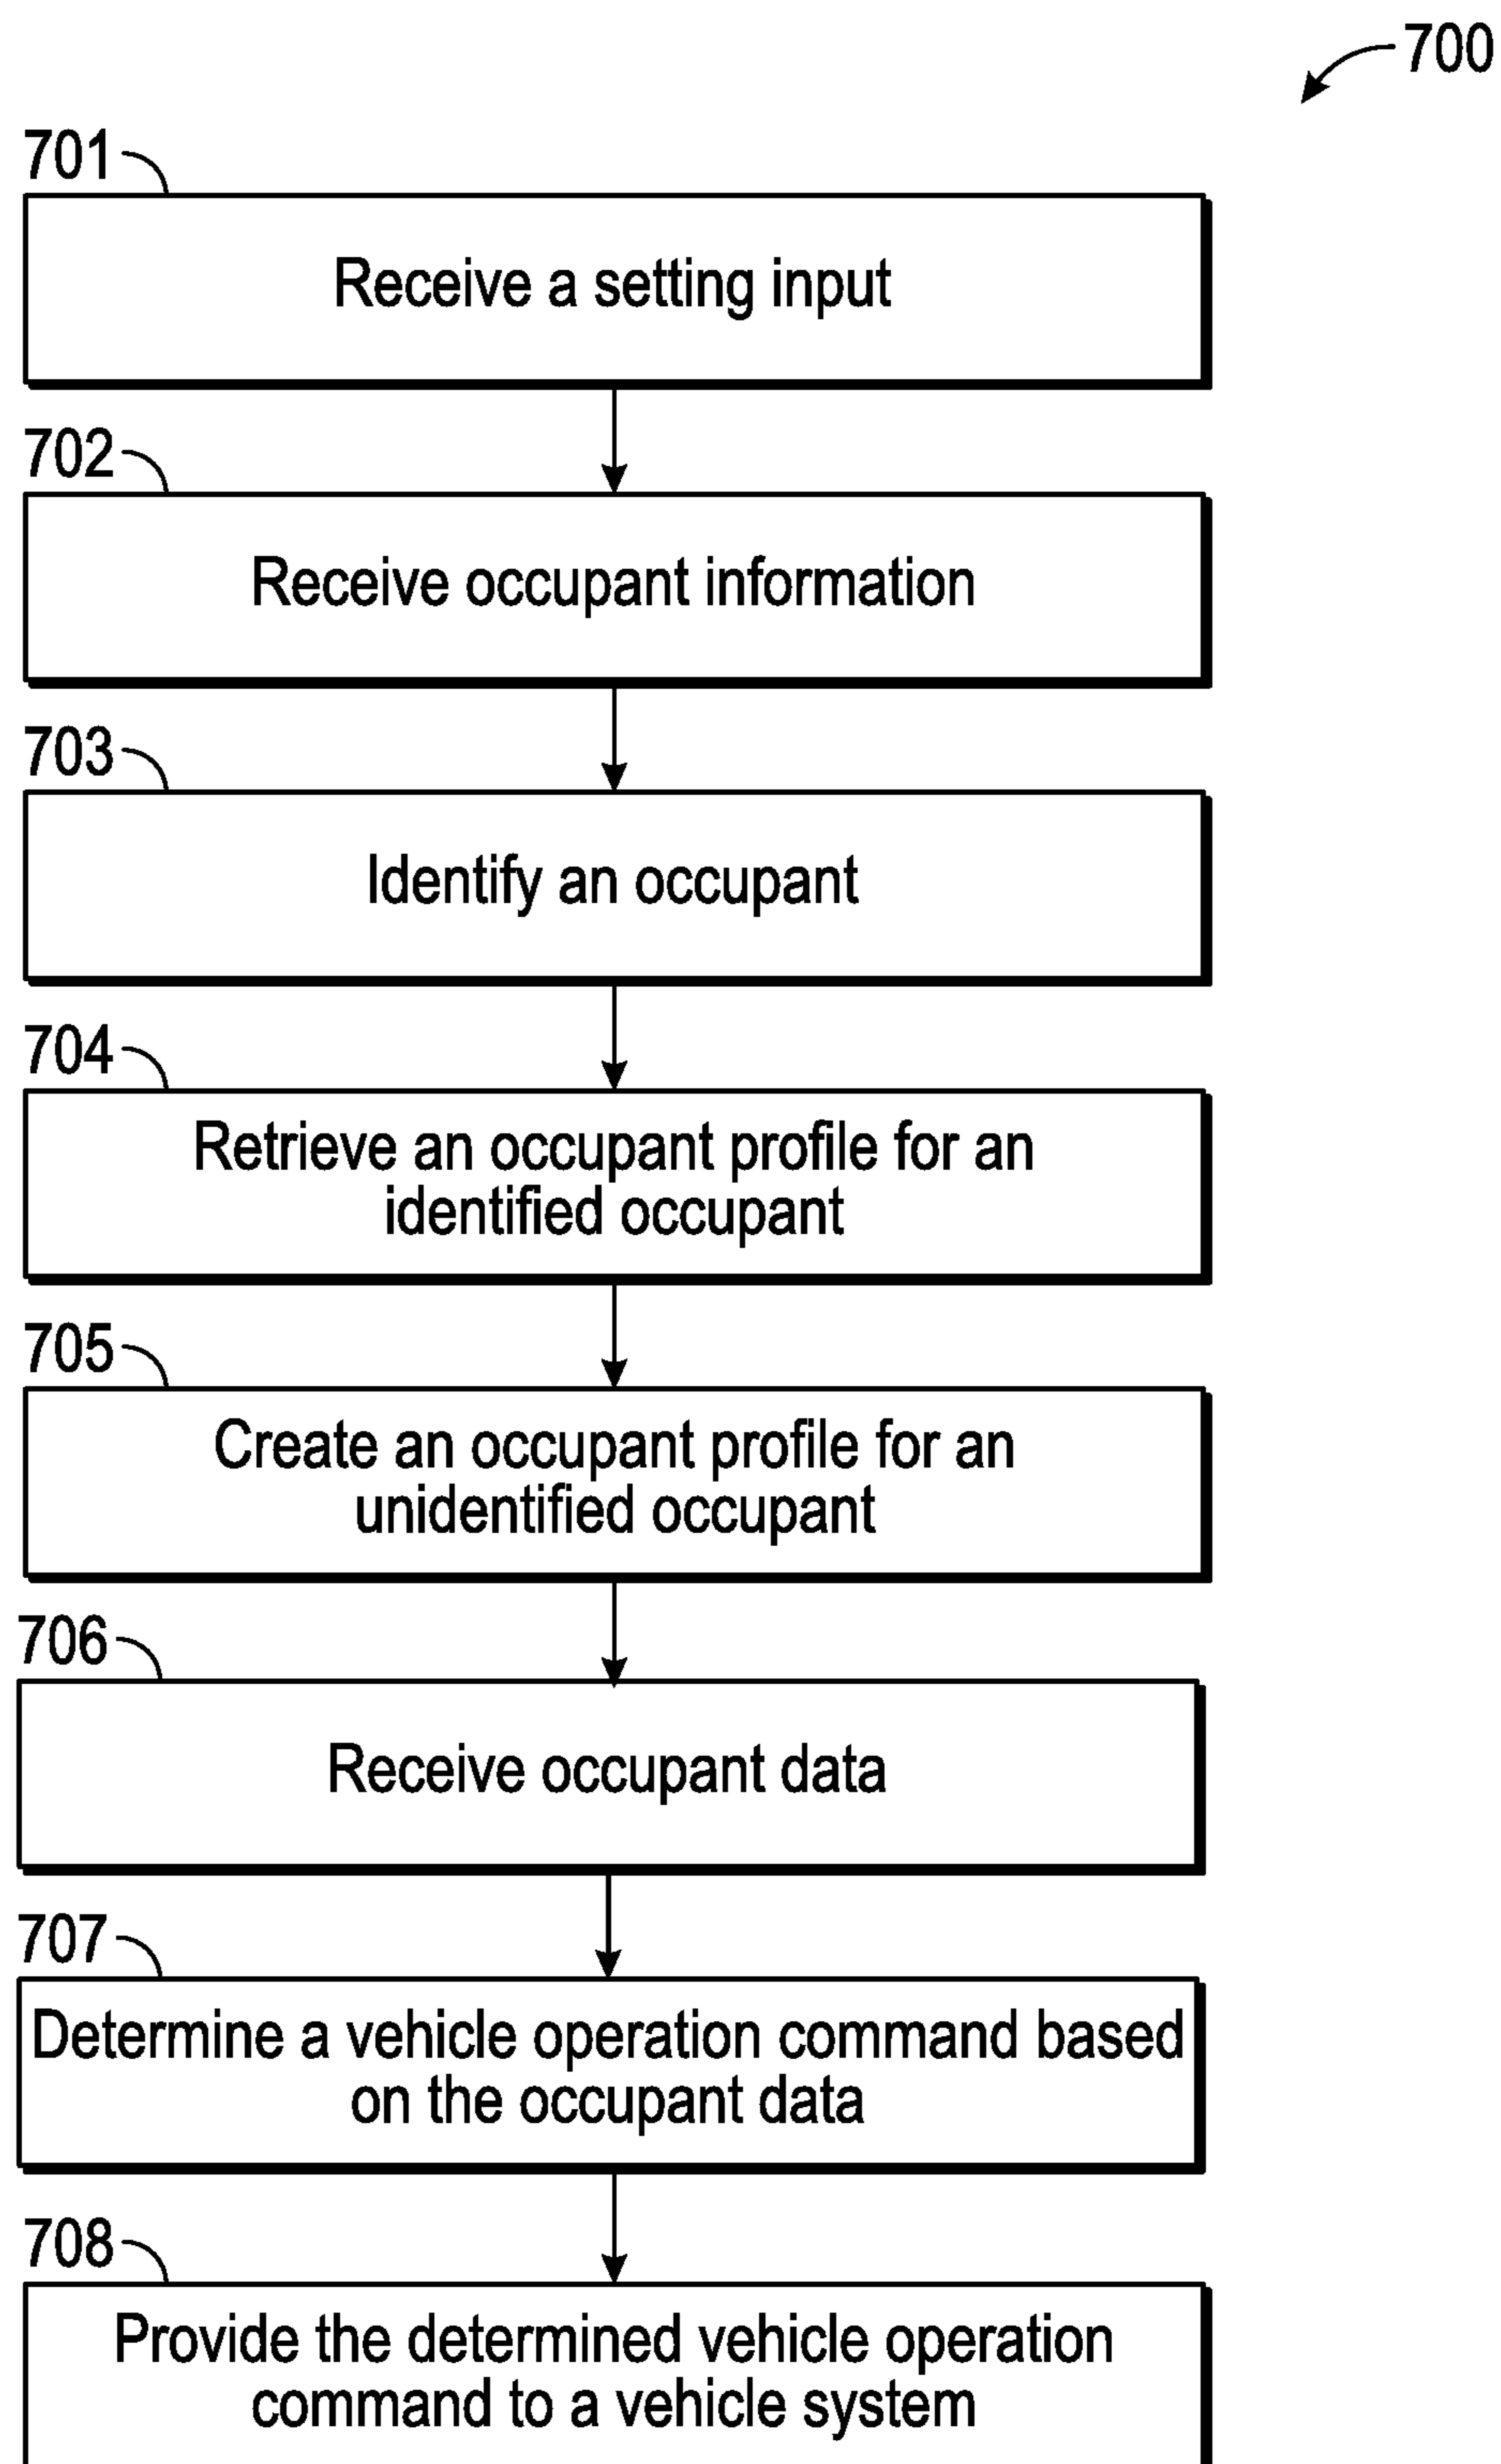 700
701
Receive a setting input
702
Receive occupant information
703
Identify an occupant
704
Retrieve an occupant profile for an
identified occupant
705
Create an occupant profile for an
unidentified occupant
706
Receive occupant data
707
Determine a vehicle operation command based
on the occupant data
708
Provide the determined vehicle operation
command to a vehicle system